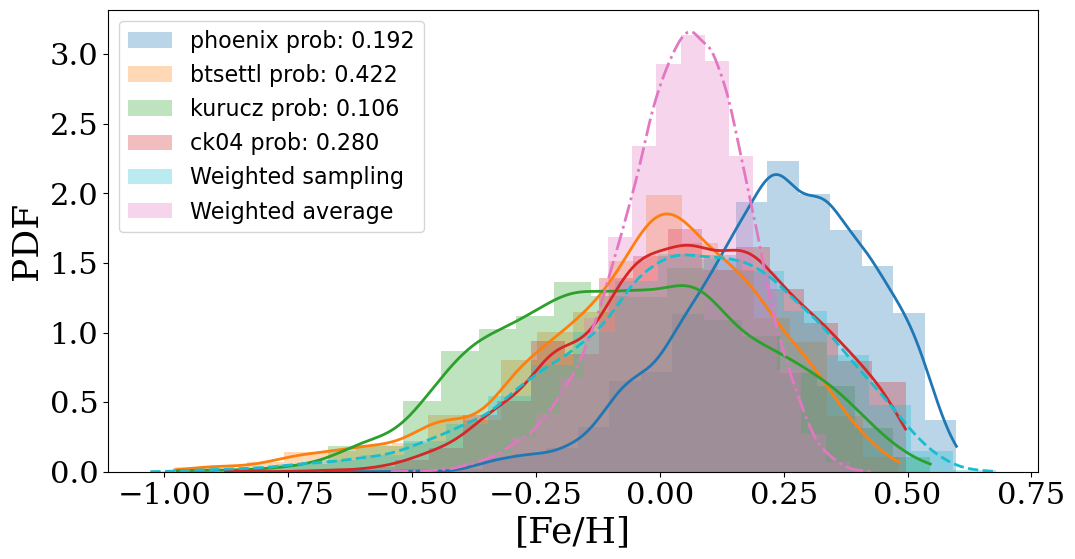 phoenix prob: 0.192
btsettl prob: 0.422
kurucz prob: 0.106
ck04 prob: 0.280
Weighted sampling
Weighted average
PDF
3.0
2.5
2.0
1.5
1.0
0.5
0.0
−1.00 −0.75 −0.50 −0.25 0.00 0.25 0.50 0.75
[Fe/H]